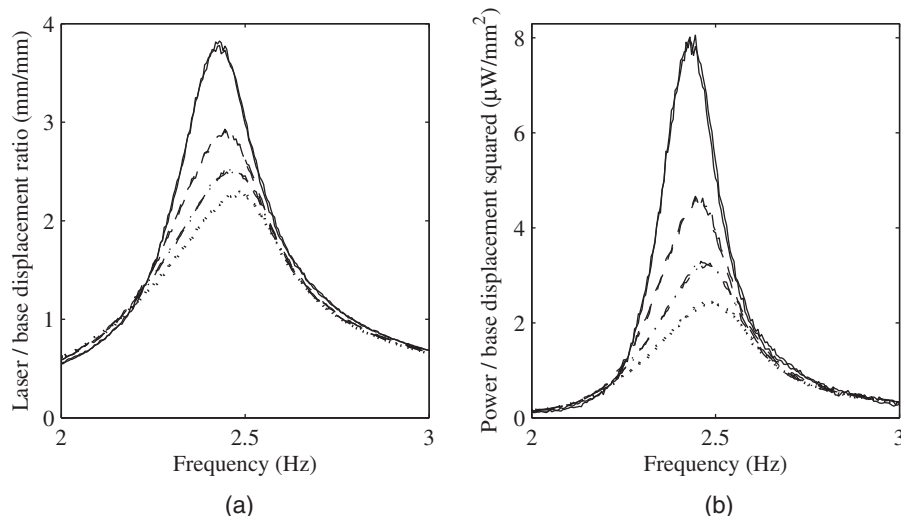 4
3
2
1
0
2
2.5
3
Laser / base displacement ratio (mm/mm)
Frequency (Hz)
(a)
8
6
4
2
0
2
2.5
3
Power / base displacement squared (μW/mm²)
Frequency (Hz)
(b)